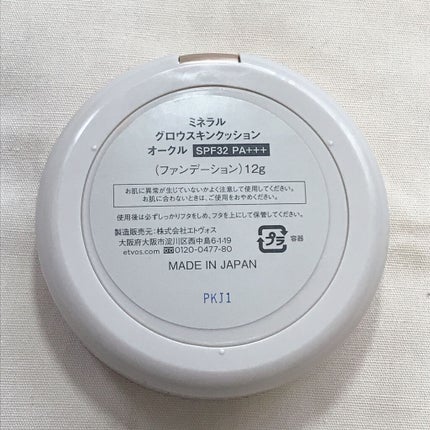 ミネラル
グロウスキンクッション
オークル SPF32 PA+++
(ファンデーション)12g
お肌に異常が生じていないかよく注意して使用してください。
お肌に合わないときは、ご使用をおやめください。
使用後は必ずしっかりフタをしめ、フタを上にして保管してください。
製造販売元:株式会社エトヴォス
大阪府大阪市淀川区西中島6-1-19
etvos.com 0120-0477-80
プラ 容器
MADE IN JAPAN
PKJ1